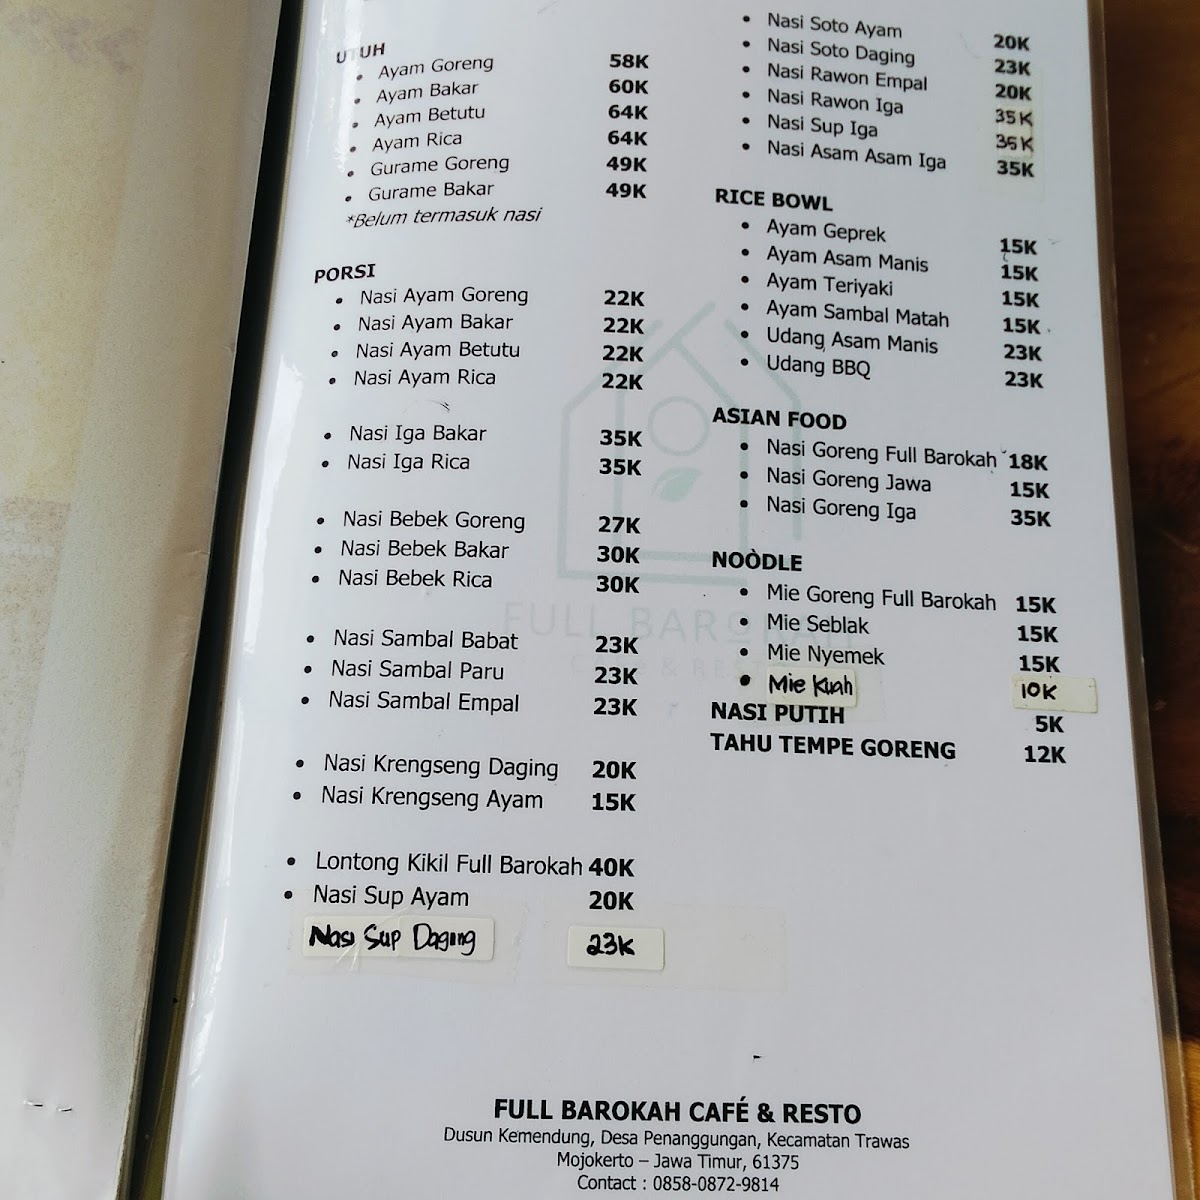 UTUH
• Ayam Goreng 58K
• Ayam Bakar 60K
• Ayam Betutu 64K
• Ayam Rica 64K
• Gurame Goreng 49K
• Gurame Bakar 49K
*Belum termasuk nasi
PORSI
• Nasi Ayam Goreng 22K
• Nasi Ayam Bakar 22K
• Nasi Ayam Betutu 22K
• Nasi Ayam Rica 22K
• Nasi Iga Bakar 35K
• Nasi Iga Rica 35K
• Nasi Bebek Goreng 27K
• Nasi Bebek Bakar 30K
• Nasi Bebek Rica 30K
• Nasi Sambal Babat 23K
• Nasi Sambal Paru 23K
• Nasi Sambal Empal 23K
• Nasi Krengseng Daging 20K
• Nasi Krengseng Ayam 15K
• Lontong Kikil Full Barokah 40K
• Nasi Sup Ayam 20K
Nasi Sup Daging 23K
• Nasi Soto Ayam 20K
• Nasi Soto Daging 23K
• Nasi Rawon Empal 20K
• Nasi Rawon Iga 35K
• Nasi Sup Iga 35K
• Nasi Asam Asam Iga 35K
RICE BOWL
• Ayam Geprek 15K
• Ayam Asam Manis 15K
• Ayam Teriyaki 15K
• Ayam Sambal Matah 15K
• Udang Asam Manis 23K
• Udang BBQ 23K
ASIAN FOOD
• Nasi Goreng Full Barokah 18K
• Nasi Goreng Jawa 15K
• Nasi Goreng Iga 35K
NOODLE
• Mie Goreng Full Barokah 15K
• Mie Seblak 15K
• Mie Nyemek 15K
• Mie Kuah 10K
NASI PUTIH 5K
TAHU TEMPE GORENG 12K
FULL BAROKAH
CAFE & RESTO
FULL BAROKAH CAFÉ & RESTO
Dusun Kemendung, Desa Penanggungan, Kecamatan Trawas
Mojokerto – Jawa Timur, 61375
Contact : 0858-0872-9814